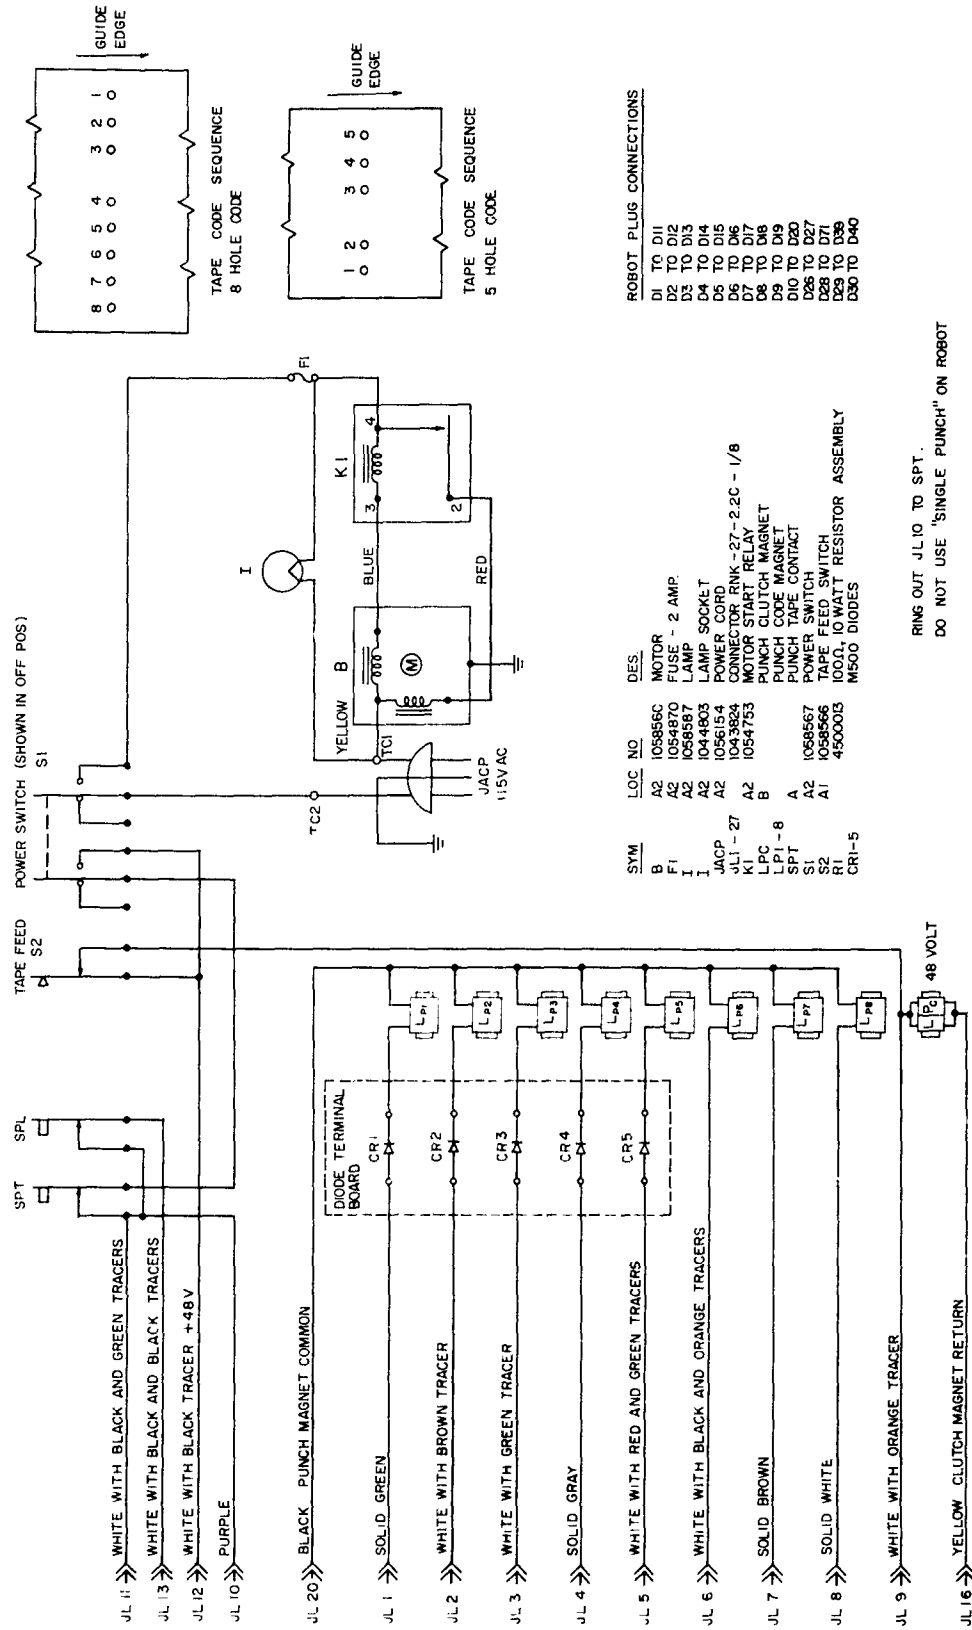 JL 11 WHITE WITH BLACK AND GREEN TRACERS
JL 13 WHITE WITH BLACK AND BLACK TRACERS
JL 12 WHITE WITH BLACK TRACER +48V
JL 10 PURPLE
JL 20 BLACK PUNCH MAGNET COMMON
JL 1 SOLID GREEN
JL 2 WHITE WITH BROWN TRACER
JL 3 WHITE WITH GREEN TRACER
JL 4 SOLID GRAY
JL 5 WHITE WITH RED AND GREEN TRACERS
JL 6 WHITE WITH BLACK AND ORANGE TRACERS
JL 7 SOLID BROWN
JL 8 SOLID WHITE
JL 9 WHITE WITH ORANGE TRACER
JL 16 YELLOW CLUTCH MAGNET RETURN
SPT
SPL
TAPE FEED
S2
POWER SWITCH (SHOWN IN OFF POS)
S1
DIODE TERMINAL
BOARD
CR1
CR2
CR3
CR4
CR5
LP1
LP2
LP3
LP4
LP5
LP6
LP7
LP8
LPC
48 VOLT
TC2
TC1
JACP
115VAC
YELLOW
B
M
BLUE
RED
I
K1
3
4
2
F1
8 7 6 5 4 3 2 1
GUIDE
EDGE
TAPE CODE SEQUENCE
8 HOLE CODE
1 2 3 4 5
GUIDE
EDGE
TAPE CODE SEQUENCE
5 HOLE CODE
SYM LOC NO DES.
B A2 105856C MOTOR
F1 A2 1054870 FUSE - 2 AMP.
I A2 1058587 LAMP
I A2 1044803 LAMP SOCKET
JACP A2 1056154 POWER CORD
JL1 - 27 1043824 CONNECTOR RNK - 27 - 2.2C - 1/8
K1 A2 1054753 MOTOR START RELAY
LPC B PUNCH CLUTCH MAGNET
LP1 - 8 PUNCH CODE MAGNET
SPT A PUNCH TAPE CONTACT
S1 A2 1058567 POWER SWITCH
S2 A1 1058566 TAPE FEED SWITCH
R1 4500013 100Ω, 10 WATT RESISTOR ASSEMBLY
CR1-5 M500 DIODES
ROBOT PLUG CONNECTIONS
D1 TO D11
D2 TO D12
D3 TO D13
D4 TO D14
D5 TO D15
D6 TO D16
D7 TO D17
D8 TO D18
D9 TO D19
D10 TO D20
D26 TO D27
D28 TO D71
D29 TO D39
D30 TO D40
RING OUT JL10 TO SPT.
DO NOT USE "SINGLE PUNCH" ON ROBOT